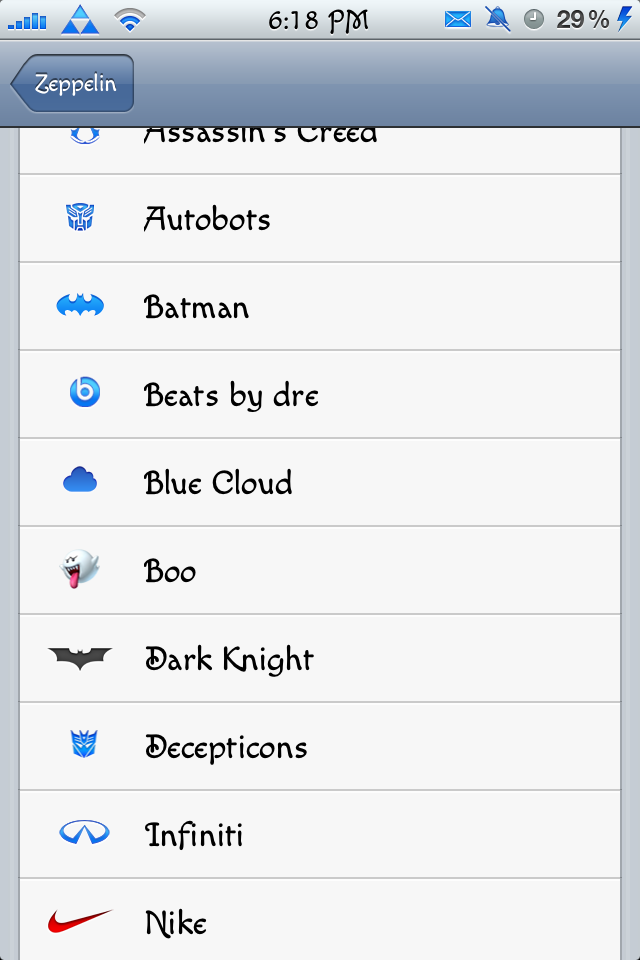 6:18 PM
29%
Zeppelin
Assassin's Creed
Autobots
Batman
Beats by dre
Blue Cloud
Boo
Dark Knight
Decepticons
Infiniti
Nike